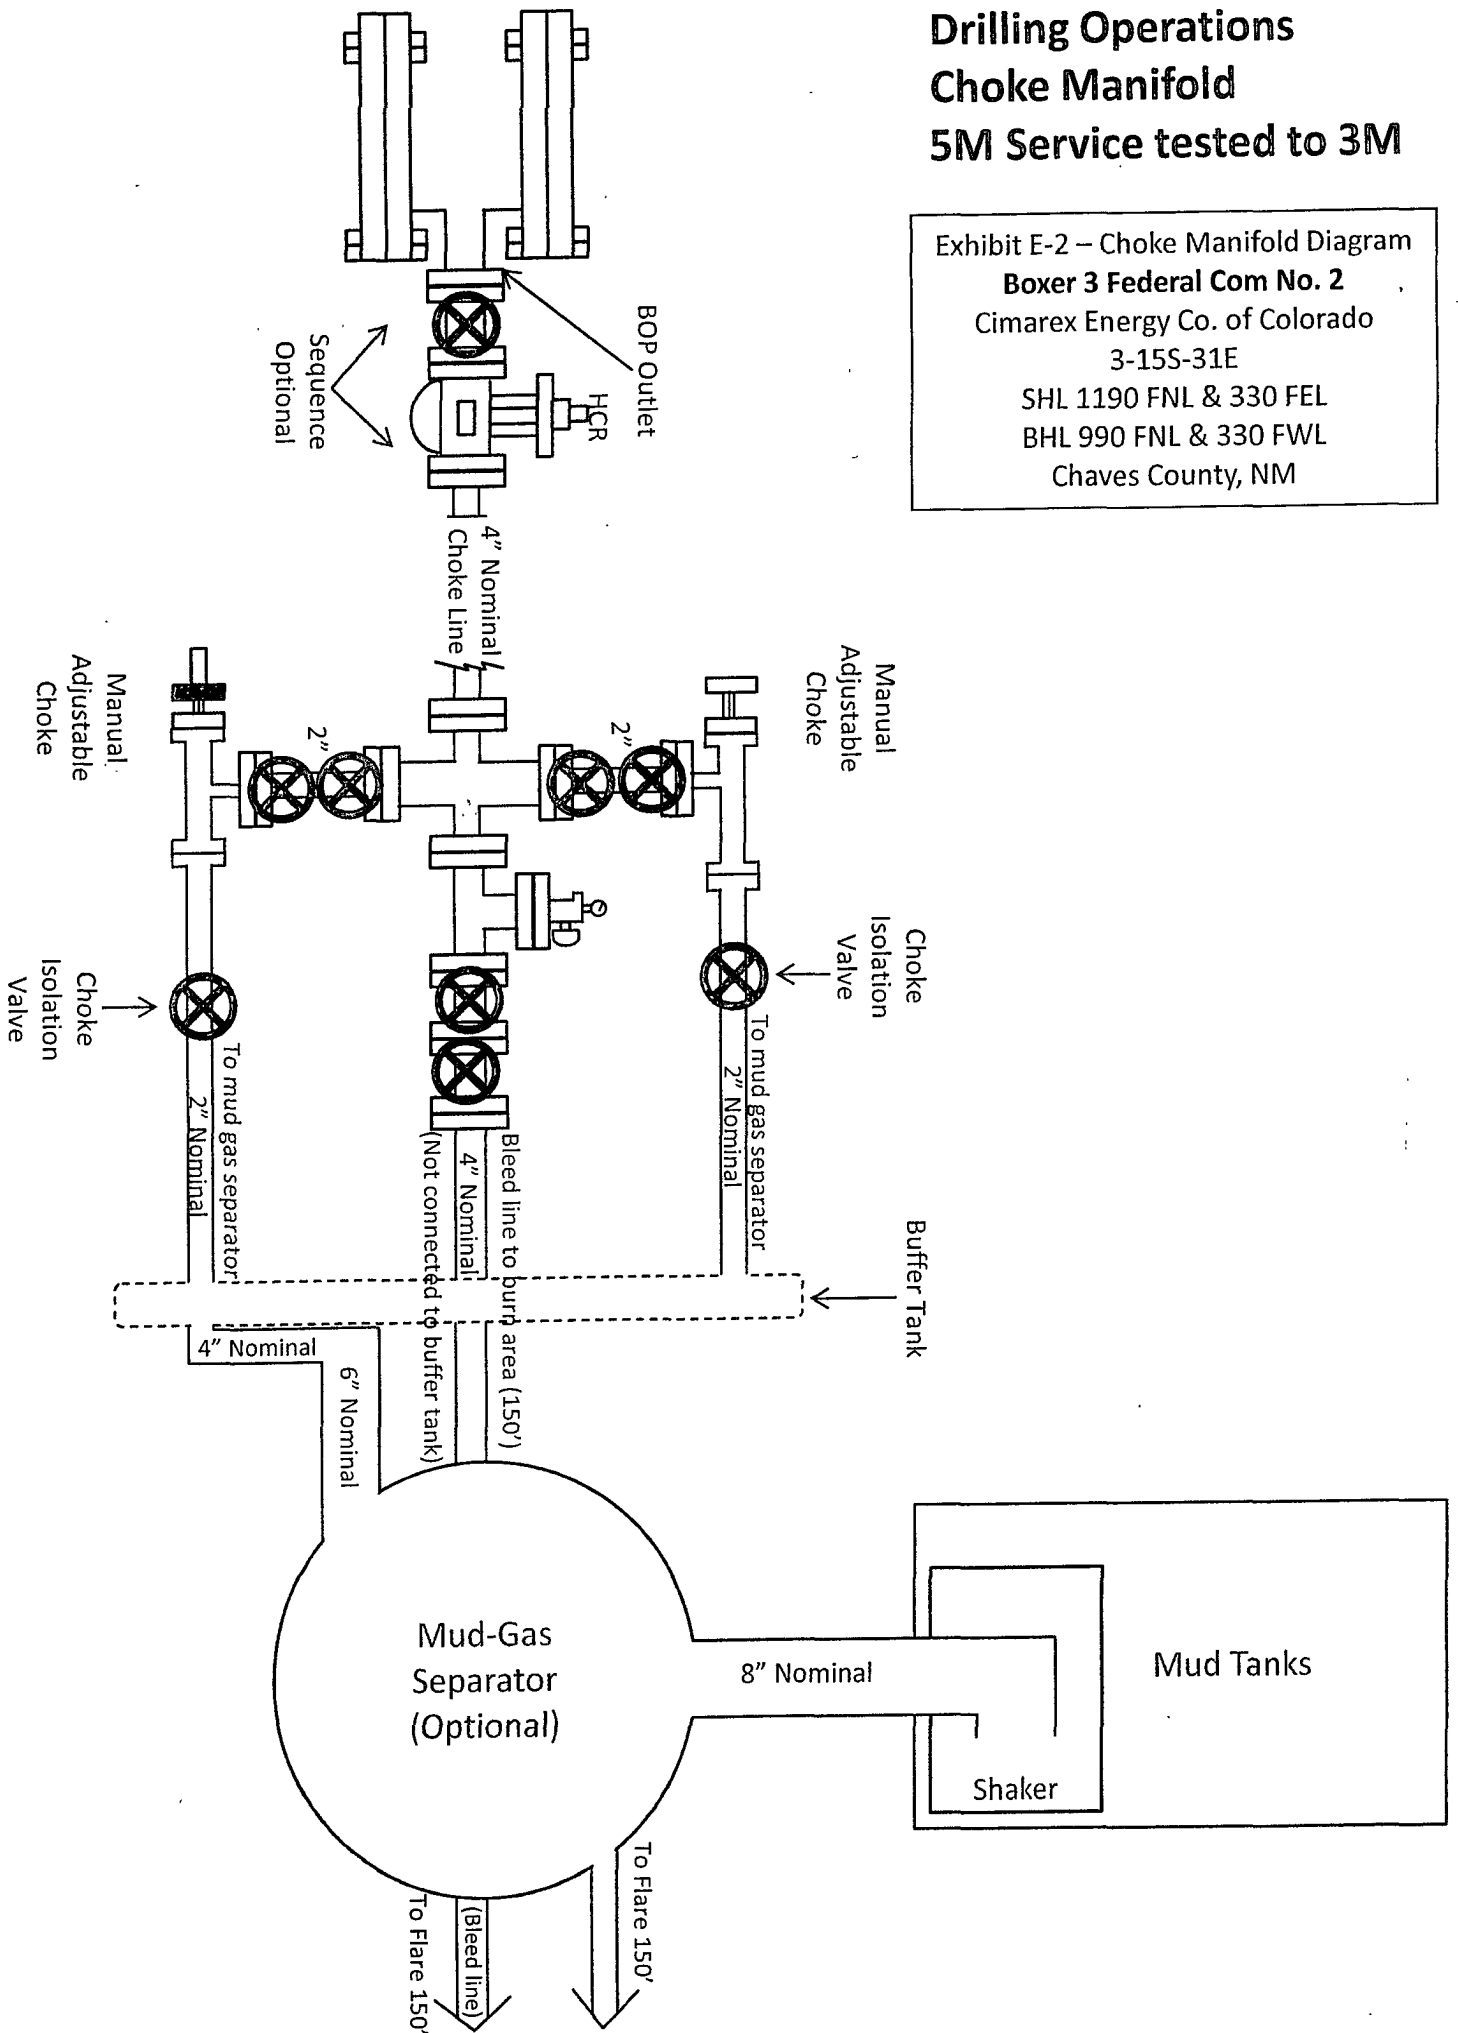 Drilling Operations
Choke Manifold
5M Service tested to 3M
Exhibit E-2 – Choke Manifold Diagram
Boxer 3 Federal Com No. 2
Cimarex Energy Co. of Colorado
3-15S-31E
SHL 1190 FNL & 330 FEL
BHL 990 FNL & 330 FWL
Chaves County, NM
BOP Outlet
HCR
Sequence
Optional
4” Nominal
Choke Line
Manual
Adjustable
Choke
Manual
Adjustable
Choke
2”
2”
Choke
Isolation
Valve
Choke
Isolation
Valve
To mud gas separator
2” Nominal
To mud gas separator
2” Nominal
Bleed line to burn area (150’)
4” Nominal
(Not connected to buffer tank)
Buffer Tank
4” Nominal
6” Nominal
Mud-Gas
Separator
(Optional)
8” Nominal
Mud Tanks
Shaker
To Flare 150’
(Bleed line)
To Flare 150’